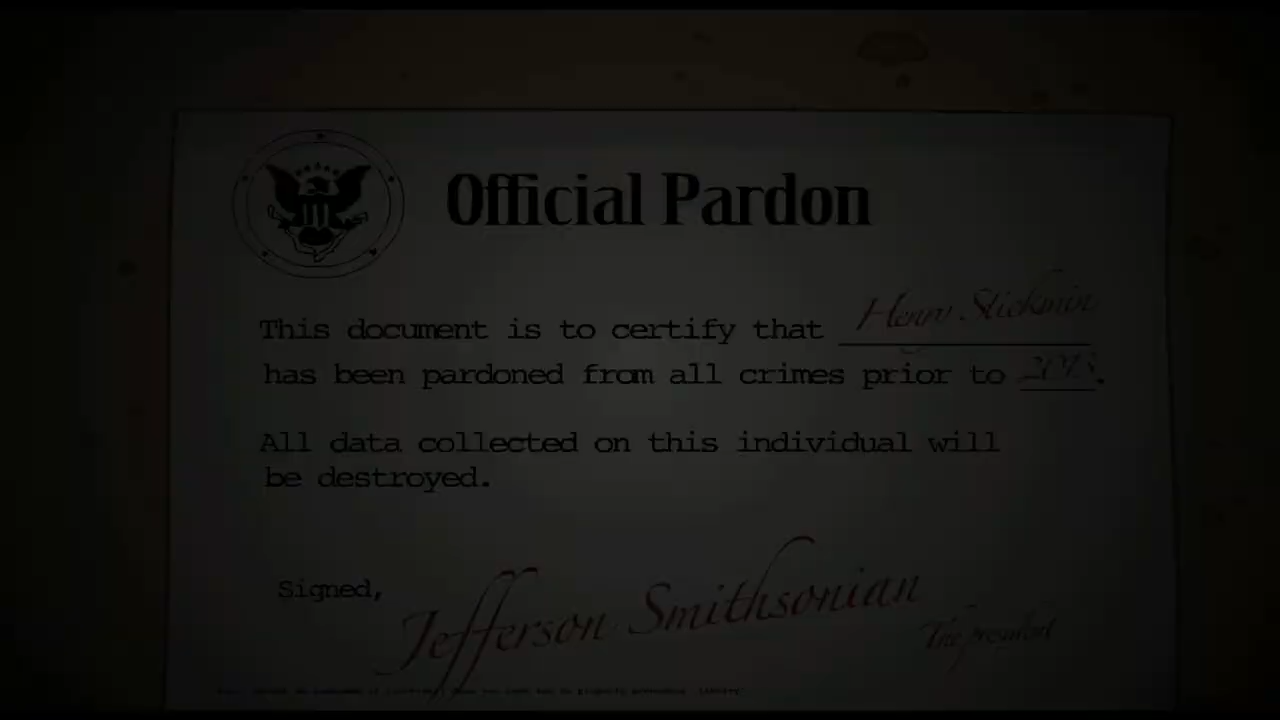 Official Pardon
This document is to certify that Henry Stickmin
has been pardoned from all crimes prior to
All data collected on this individual will
be destroyed.
Signed,
Jefferson Smithsonian
The president